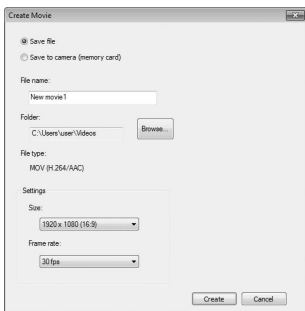 Create Movie
Save file
Save to camera (memory card)
File name:
New movie1
Folder:
C:\Users\user\Videos
Browse...
File type:
MOV (H.264/AAC)
Settings
Size:
1920 x 1080 (16:9)
Frame rate:
30 fps
Create
Cancel